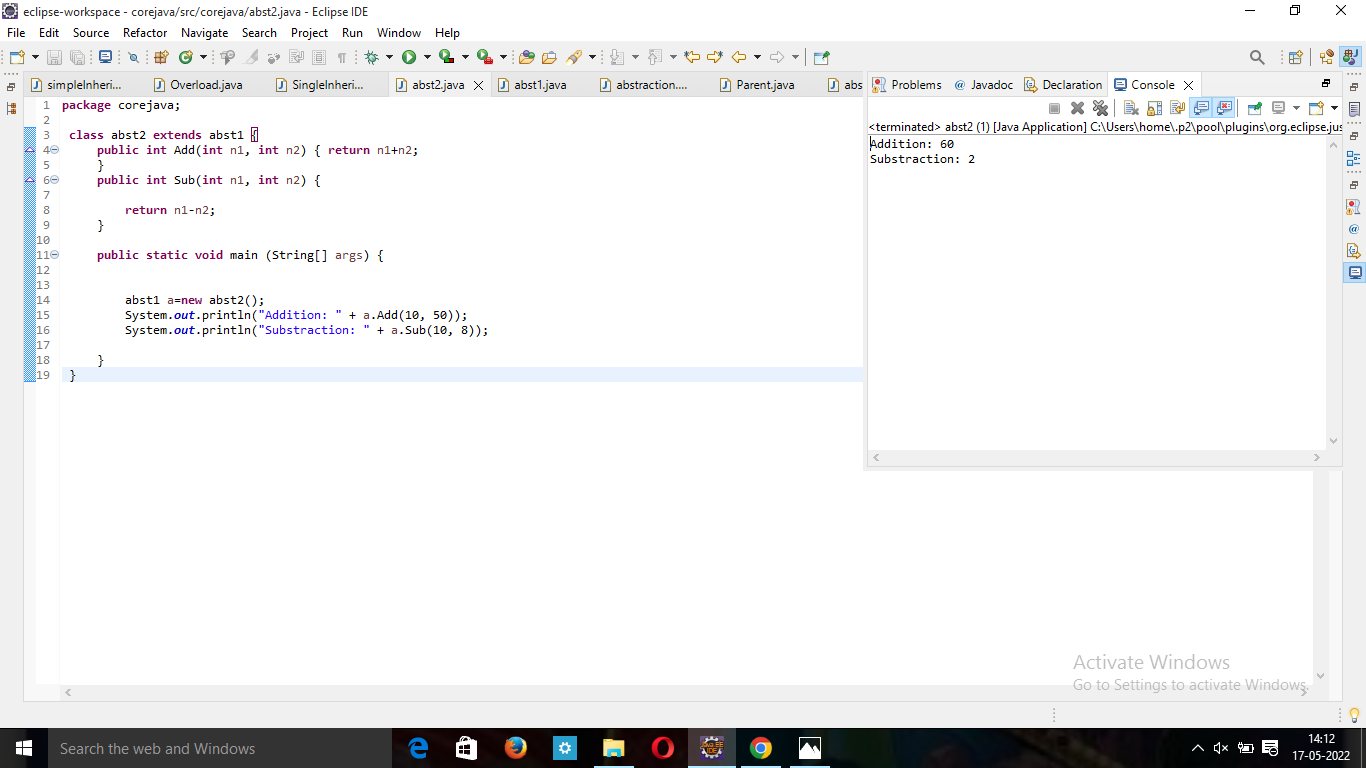 eclipse-workspace - corejava/src/corejava/abst2.java - Eclipse IDE
File Edit Source Refactor Navigate Search Project Run Window Help
simpleInheri... Overload.java SingleInheri... abst2.java abst1.java abstraction.... Parent.java abs
Problems @ Javadoc Declaration Console
<terminated> abst2 (1) [Java Application] C:\Users\home\.p2\pool\plugins\org.eclipse.jus
Addition: 60
Substraction: 2
1 package corejava;
2
3 class abst2 extends abst1 {
4 public int Add(int n1, int n2) { return n1+n2;
5 }
6 public int Sub(int n1, int n2) {
7
8 return n1-n2;
9 }
10
11 public static void main (String[] args) {
12
13
14 abst1 a=new abst2();
15 System.out.println("Addition: " + a.Add(10, 50));
16 System.out.println("Substraction: " + a.Sub(10, 8));
17
18 }
19 }
Activate Windows
Go to Settings to activate Windows.
Search the web and Windows
14:12
17-05-2022